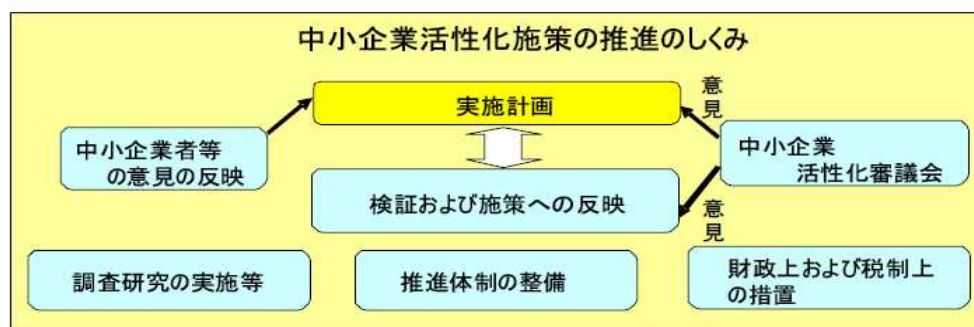 中小企業活性化施策の推進のしくみ
実施計画
意見
中小企業者等
の意見の反映
中小企業
活性化審議会
検証および施策への反映
意見
調査研究の実施等
推進体制の整備
財政上および税制上
の措置